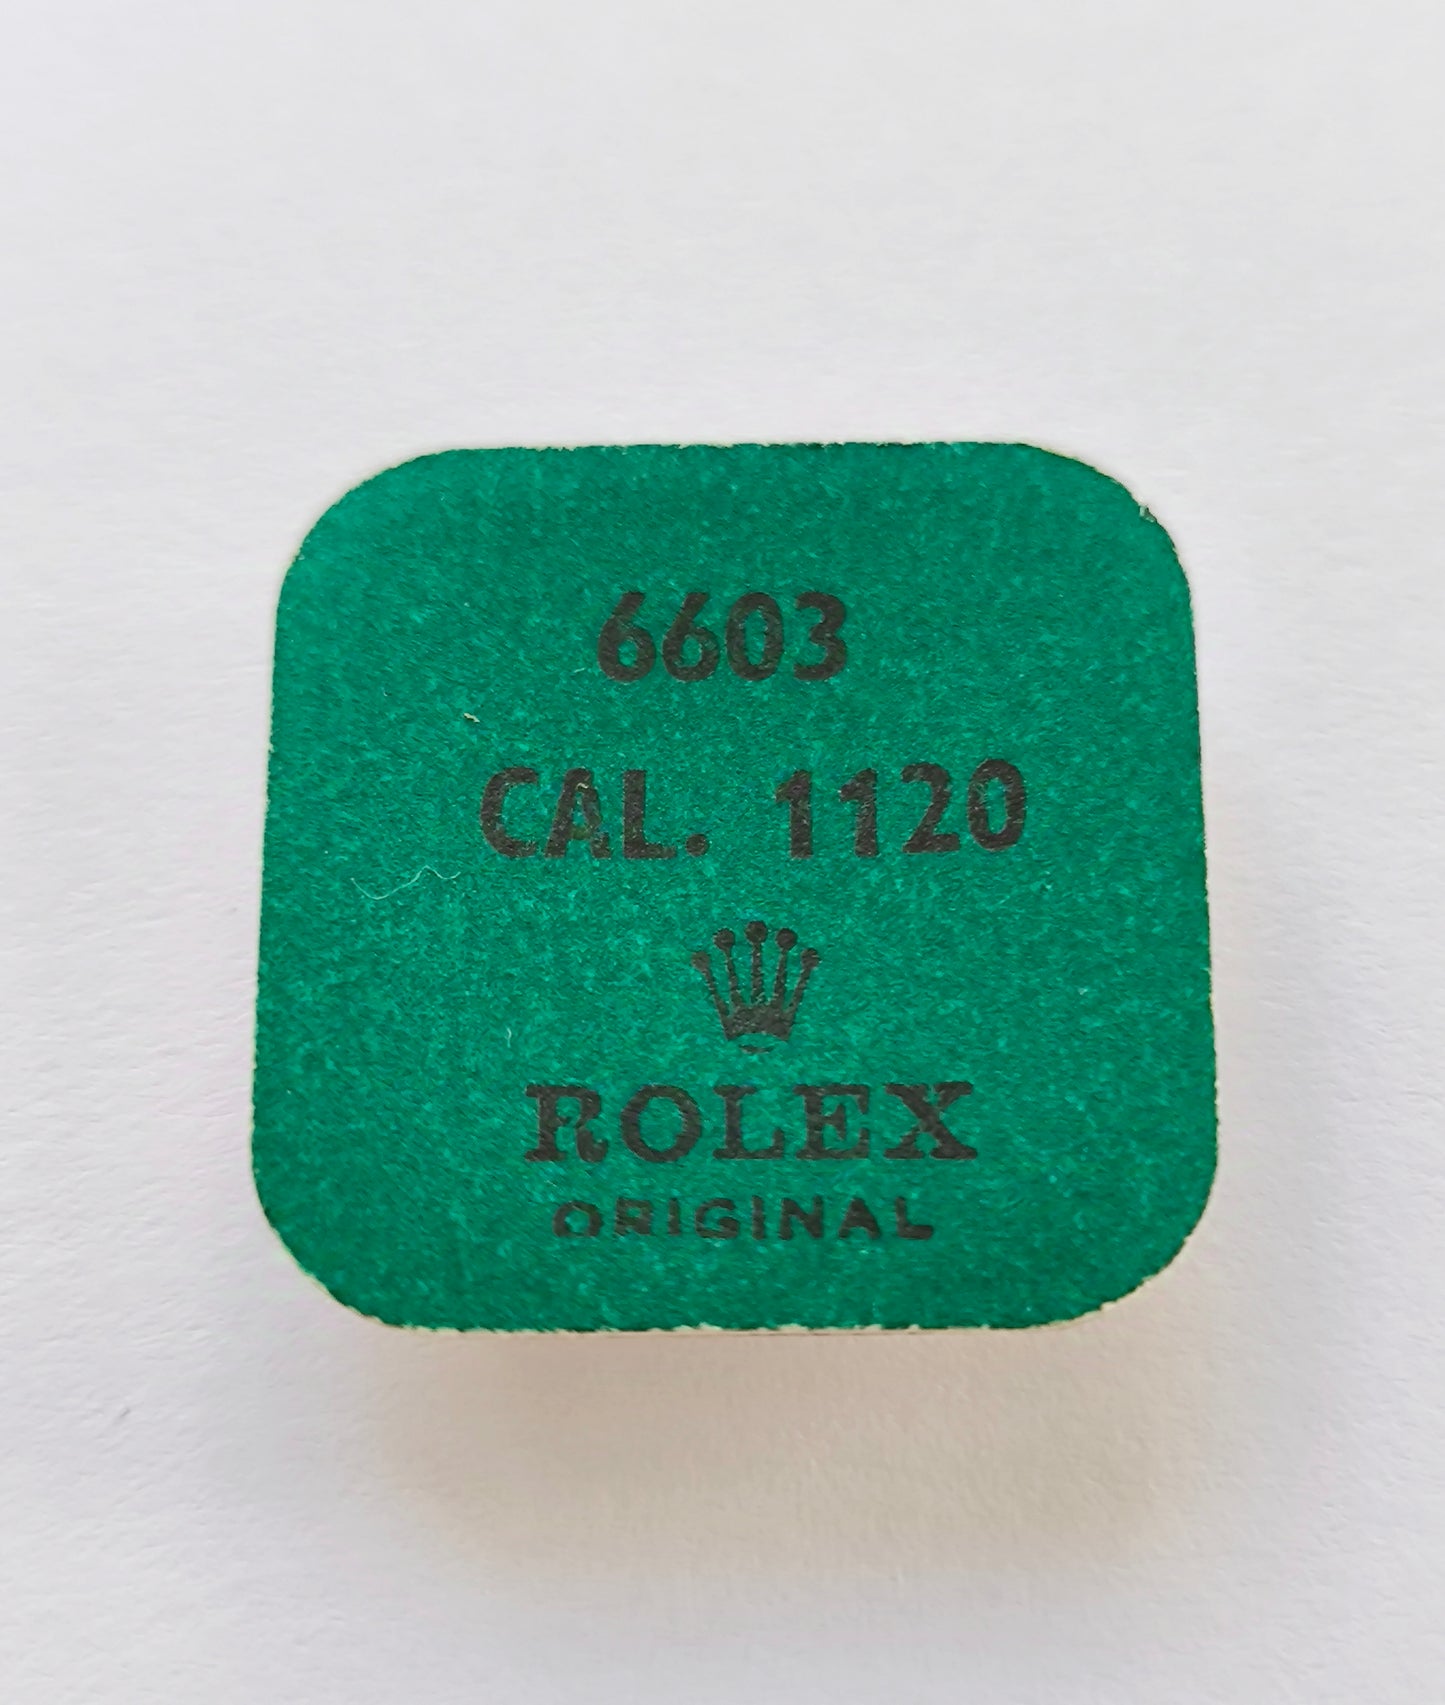 6603
CAL. 1120
ROLEX
ORIGINAL